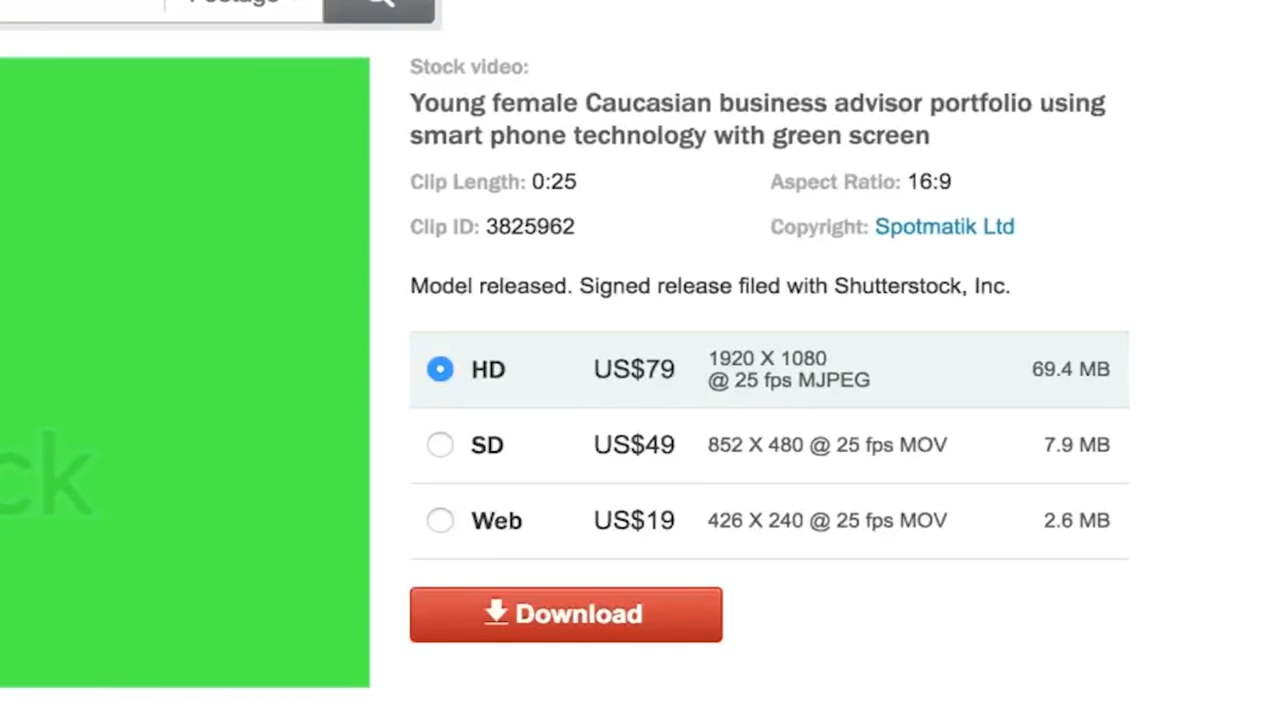 Footage
Stock video:
Young female Caucasian business advisor portfolio using
smart phone technology with green screen
Clip Length: 0:25
Aspect Ratio: 16:9
Clip ID: 3825962
Copyright: Spotmatik Ltd
Model released. Signed release filed with Shutterstock, Inc.
HD US$79 1920 X 1080
@ 25 fps MJPEG 69.4 MB
SD US$49 852 X 480 @ 25 fps MOV 7.9 MB
Web US$19 426 X 240 @ 25 fps MOV 2.6 MB
ck
Download